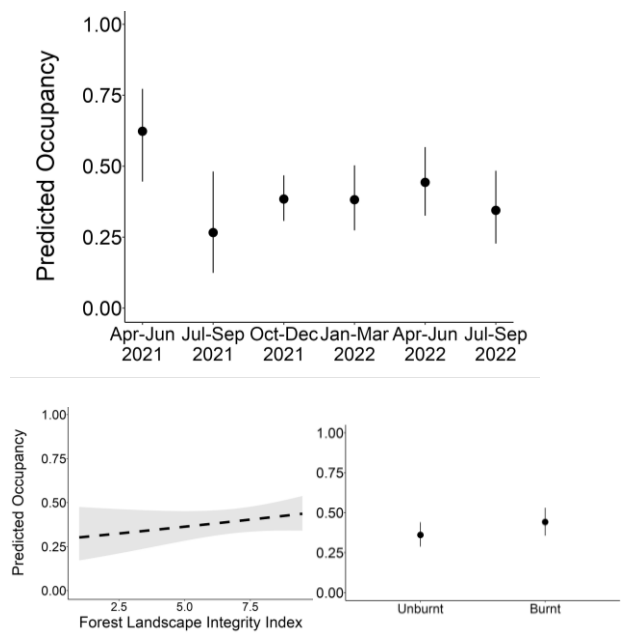 Predicted Occupancy
1.00
0.75
0.50
0.25
0.00
Apr-Jun Jul-Sep Oct-Dec Jan-Mar Apr-Jun Jul-Sep
2021 2021 2021 2022 2022 2022
Predicted Occupancy
1.00
0.75
0.50
0.25
0.00
2.5 5.0 7.5
Forest Landscape Integrity Index
1.00
0.75
0.50
0.25
0.00
Unburnt Burnt